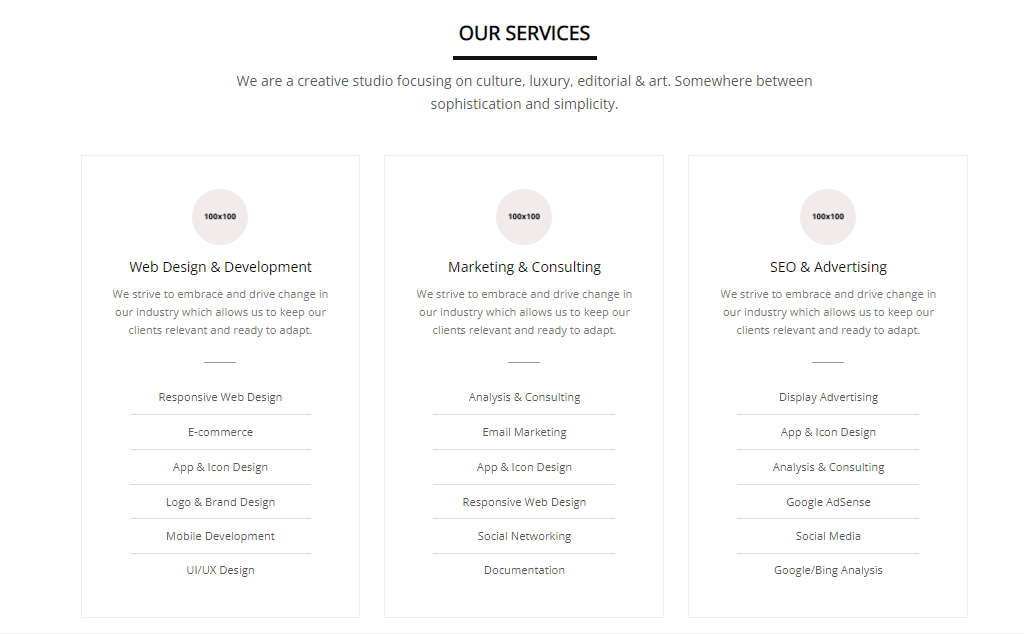 OUR SERVICES
We are a creative studio focusing on culture, luxury, editorial & art. Somewhere between
sophistication and simplicity.
100x100
Web Design & Development
We strive to embrace and drive change in
our industry which allows us to keep our
clients relevant and ready to adapt.
Responsive Web Design
E-commerce
App & Icon Design
Logo & Brand Design
Mobile Development
UI/UX Design
100x100
Marketing & Consulting
We strive to embrace and drive change in
our industry which allows us to keep our
clients relevant and ready to adapt.
Analysis & Consulting
Email Marketing
App & Icon Design
Responsive Web Design
Social Networking
Documentation
100x100
SEO & Advertising
We strive to embrace and drive change in
our industry which allows us to keep our
clients relevant and ready to adapt.
Display Advertising
App & Icon Design
Analysis & Consulting
Google AdSense
Social Media
Google/Bing Analysis